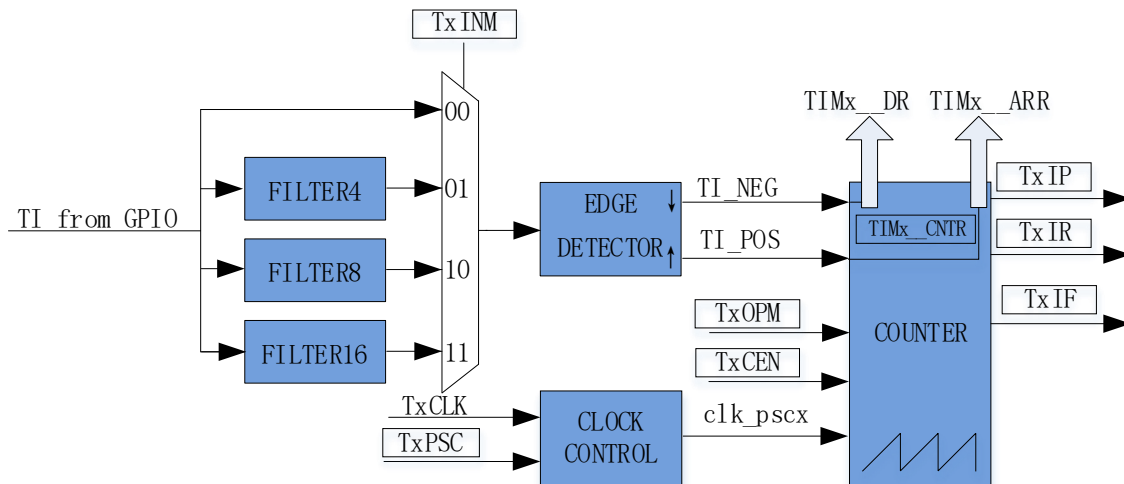 TxINM
TIMx__DR
TIMx__ARR
00
FILTER4
01
TI from GPIO
FILTER8
10
FILTER16
11
EDGE
DETECTOR
TI_NEG
TI_POS
TIMx__CNTR
TxIP
TxIR
TxIF
TxOPM
TxCEN
COUNTER
TxCLK
TxPSC
CLOCK
CONTROL
clk_pscx